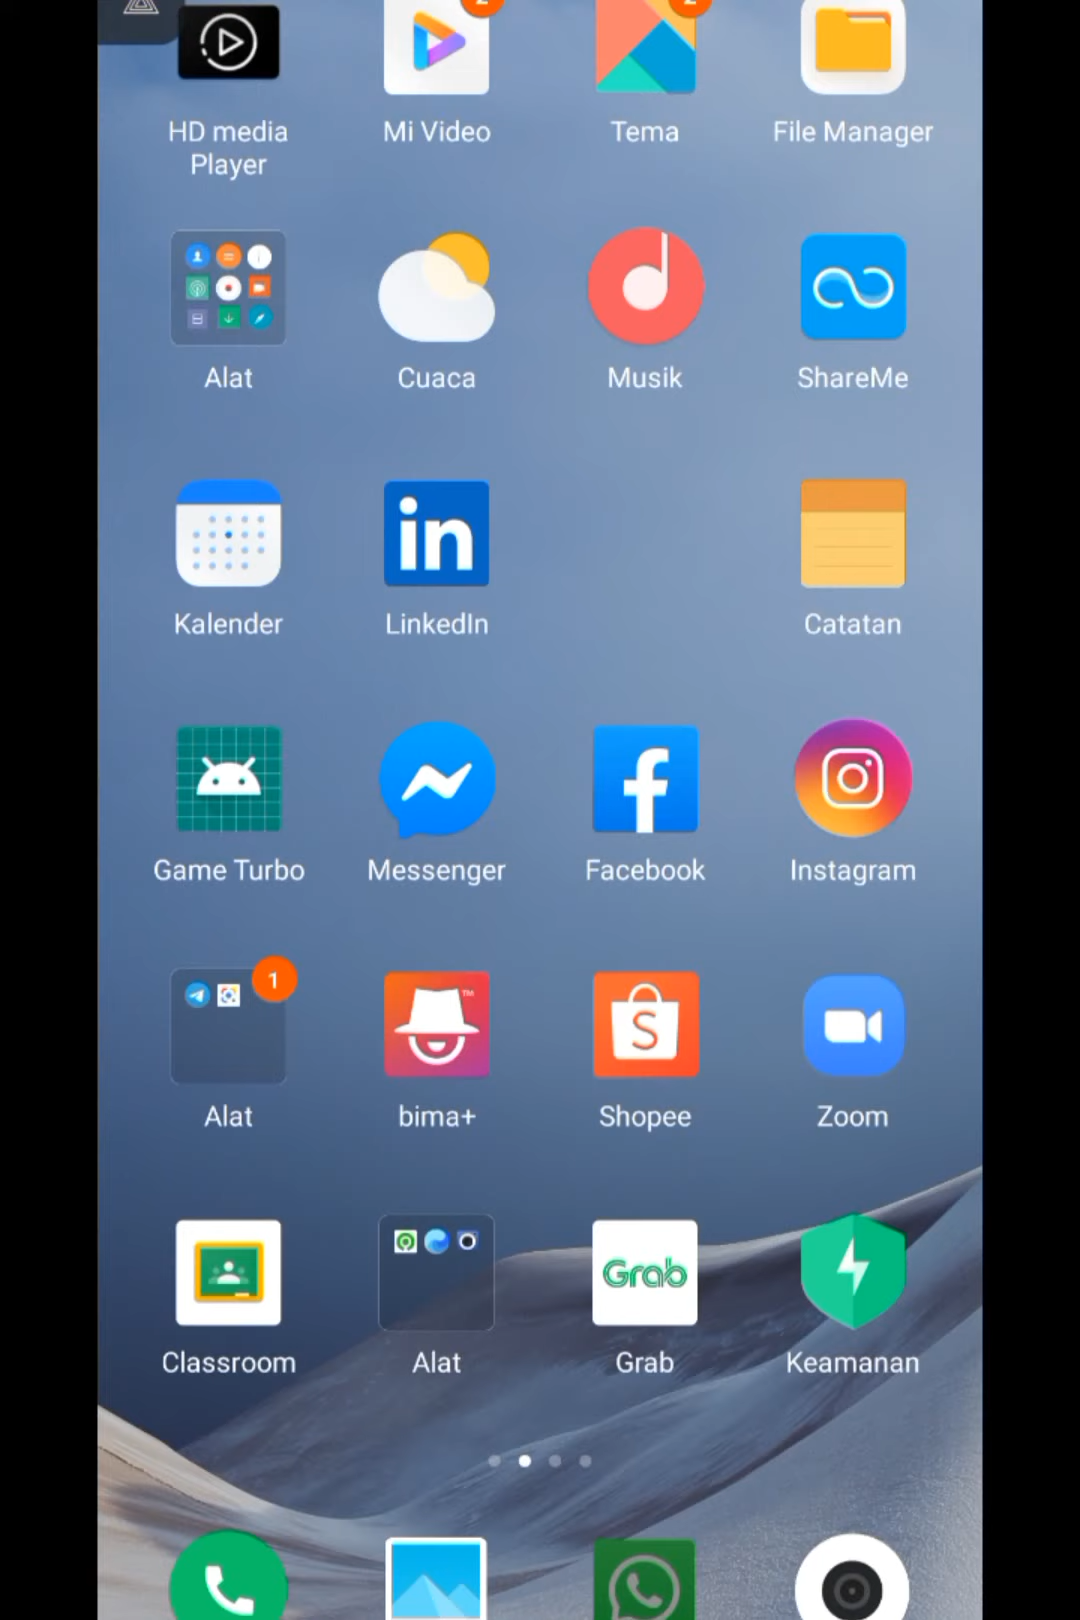 HD media
Player
Mi Video
Tema
File Manager
Alat
Cuaca
Musik
ShareMe
in
Kalender
LinkedIn
Catatan
Game Turbo
Messenger
Facebook
Instagram
1
TM
Alat
bima+
Shopee
Zoom
Grab
Classroom
Alat
Grab
Keamanan